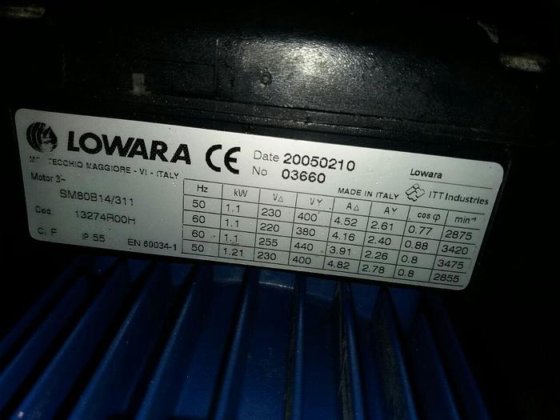 LOWARA CE Date 20050210 Lowara
TECCHIO MAGGIORE - VI - ITALY No 03660 MADE IN ITALY ITT Industries
Motor 3~ Hz kW V△ VY A△ AY cos φ min⁻¹
SM80B14/311 50 1.1 230 400 4.52 2.61 0.77 2875
13274R00H 60 1.1 220 380 4.16 2.40 0.88 3420
60 1.1 255 440 3.91 2.26 0.8 3475
IP 55 EN 60034-1 50 1.21 230 400 4.82 2.78 0.8 2855